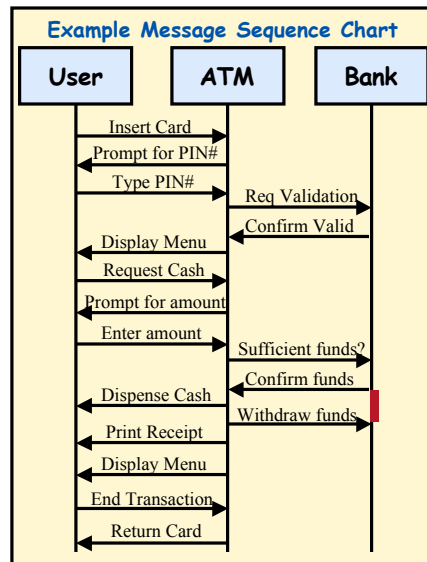 Example Message Sequence Chart
User
ATM
Bank
Insert Card
Prompt for PIN#
Type PIN#
Req Validation
Confirm Valid
Display Menu
Request Cash
Prompt for amount
Enter amount
Sufficient funds?
Confirm funds
Dispense Cash
Withdraw funds
Print Receipt
Display Menu
End Transaction
Return Card